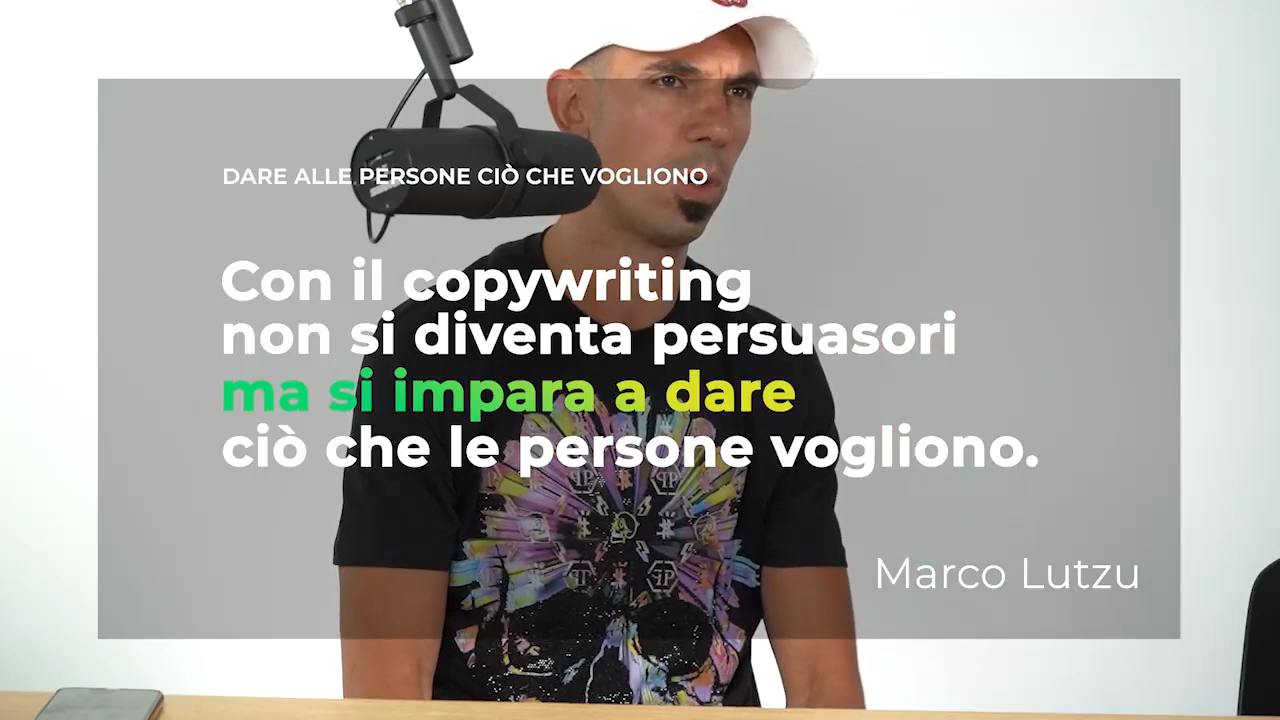 DARE ALLE PERSONE CIÒ CHE VOGLIONO
Con il copywriting
non si diventa persuasori
ma si impara a dare
ciò che le persone vogliono.
Marco Lutzu